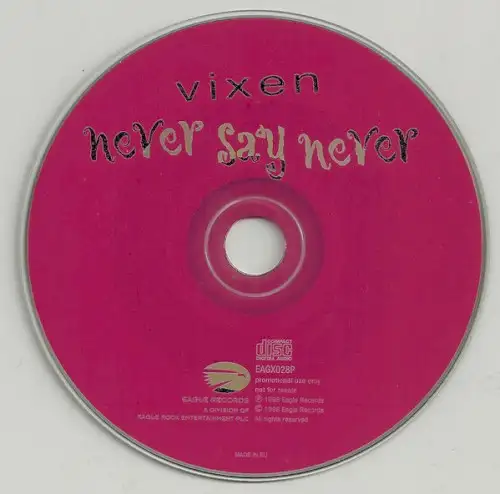 vixen
never say never
COMPACT
disc
DIGITAL AUDIO
EAGX028P
promotional use only
not for resale
℗ 1998 Eagle Records
© 1998 Eagle Records
All rights reserved
EAGLE RECORDS
A DIVISION OF
EAGLE ROCK ENTERTAINMENT PLC
MADE IN EU